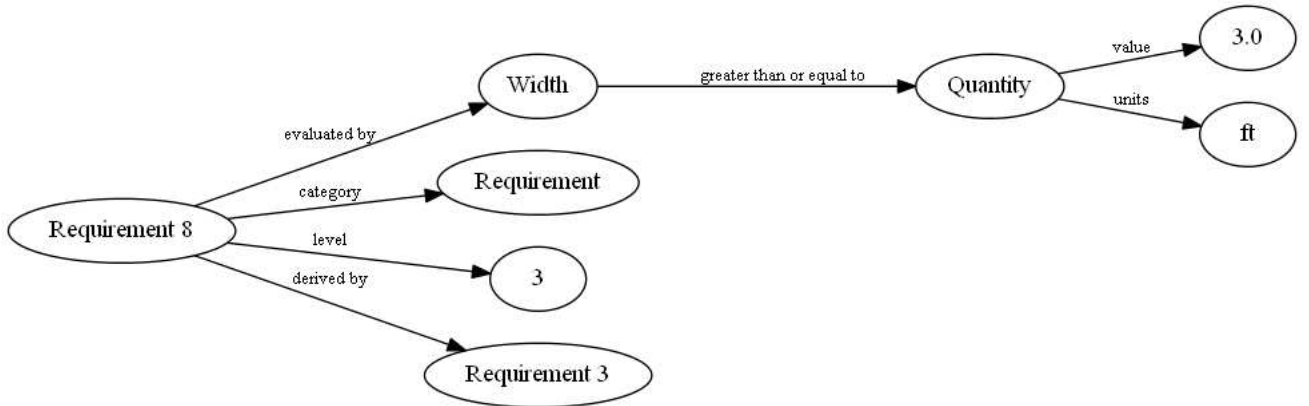 3.0
value
Width
greater than or equal to
Quantity
units
evaluated by
ft
Requirement
category
Requirement 8
level
3
derived by
Requirement 3